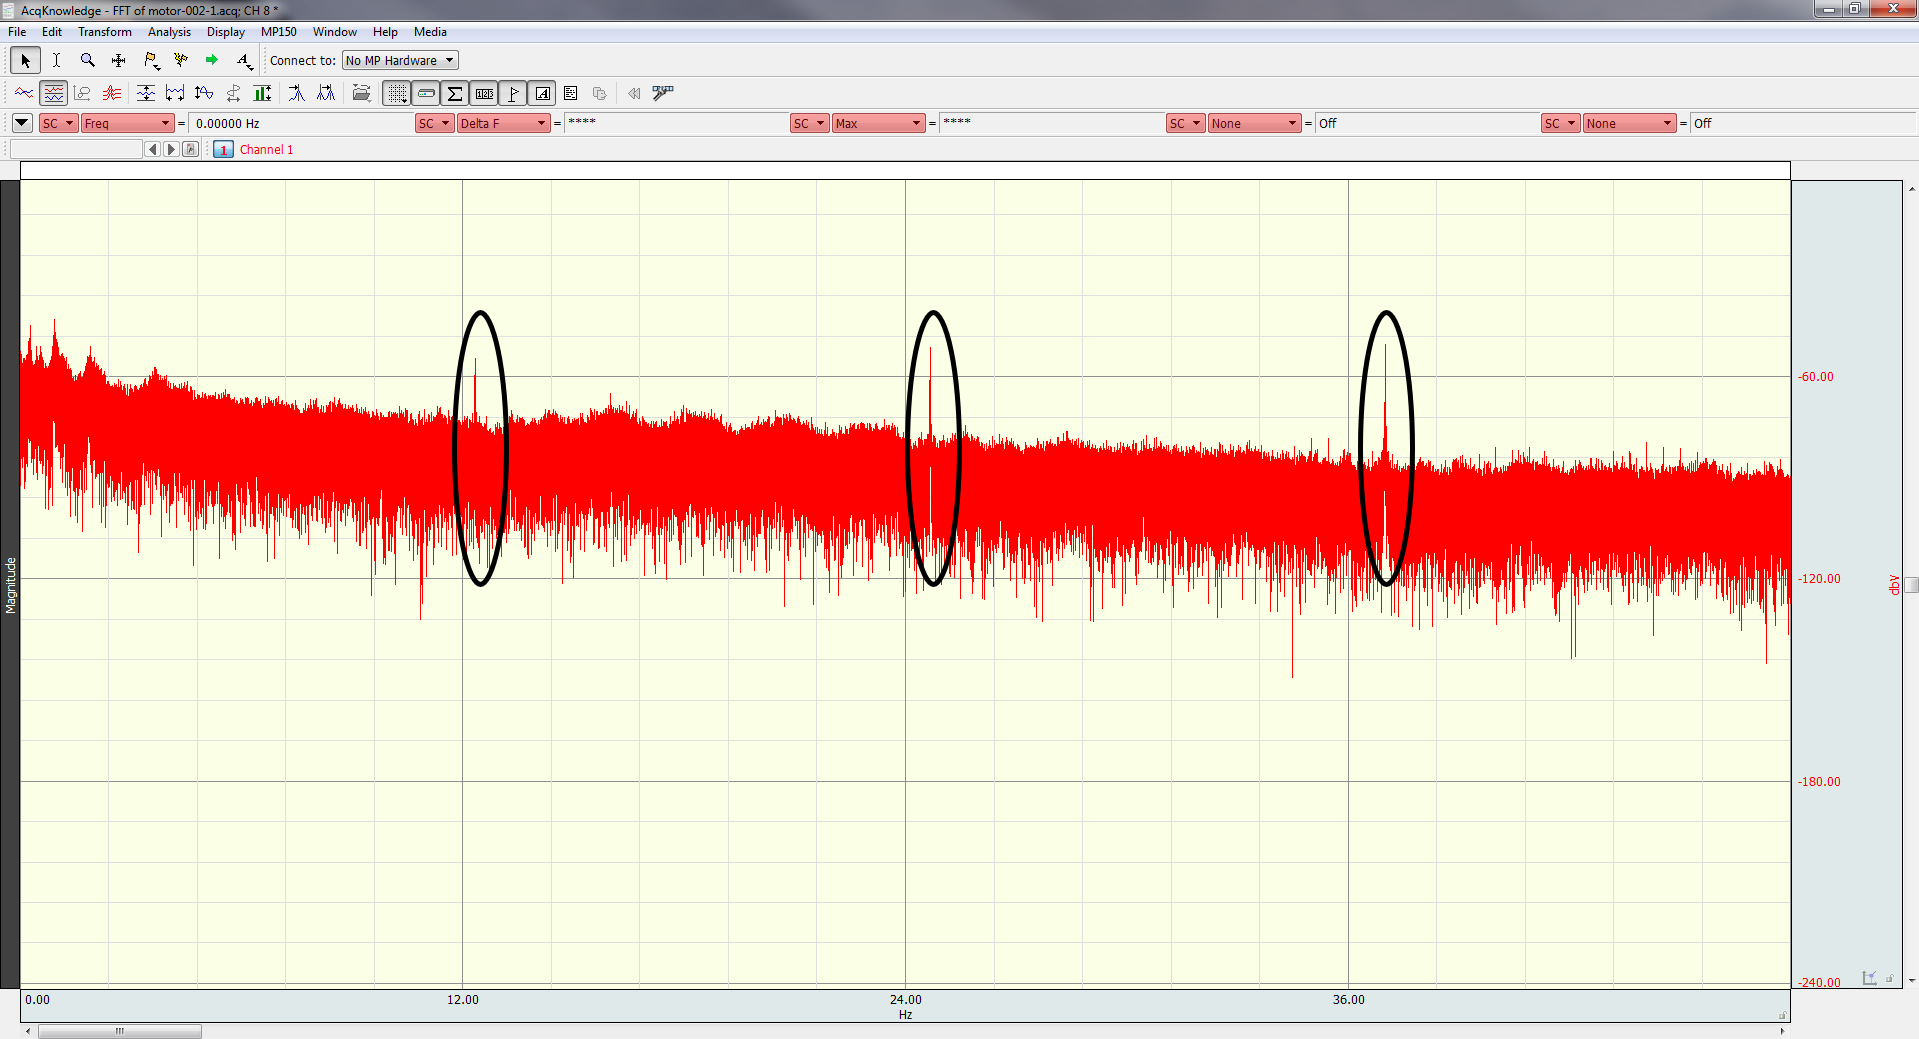 AcqKnowledge - FFT of motor-002-1.acq; CH 8 *
File Edit Transform Analysis Display MP150 Window Help Media
Connect to: No MP Hardware
SC Freq = 0.00000 Hz SC Delta F = **** SC Max = **** SC None = Off SC None = Off
1 Channel 1
Magnitude
-60.00
-120.00
dbV
-180.00
-240.00
0.00 12.00 24.00 36.00
Hz